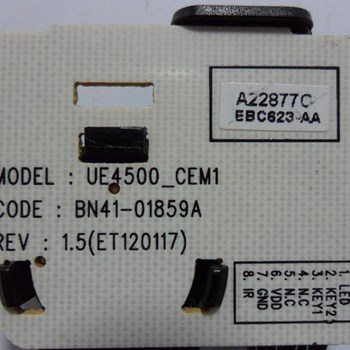 A22877C
EBC623-AA
MODEL : UE4500_CEM1
CODE : BN41-01859A
REV : 1.5(ET120117)
1. LED
2. KEY2
3. KEY1
4. N.C
5. N.C
6. VDD
7. GND
8. IR